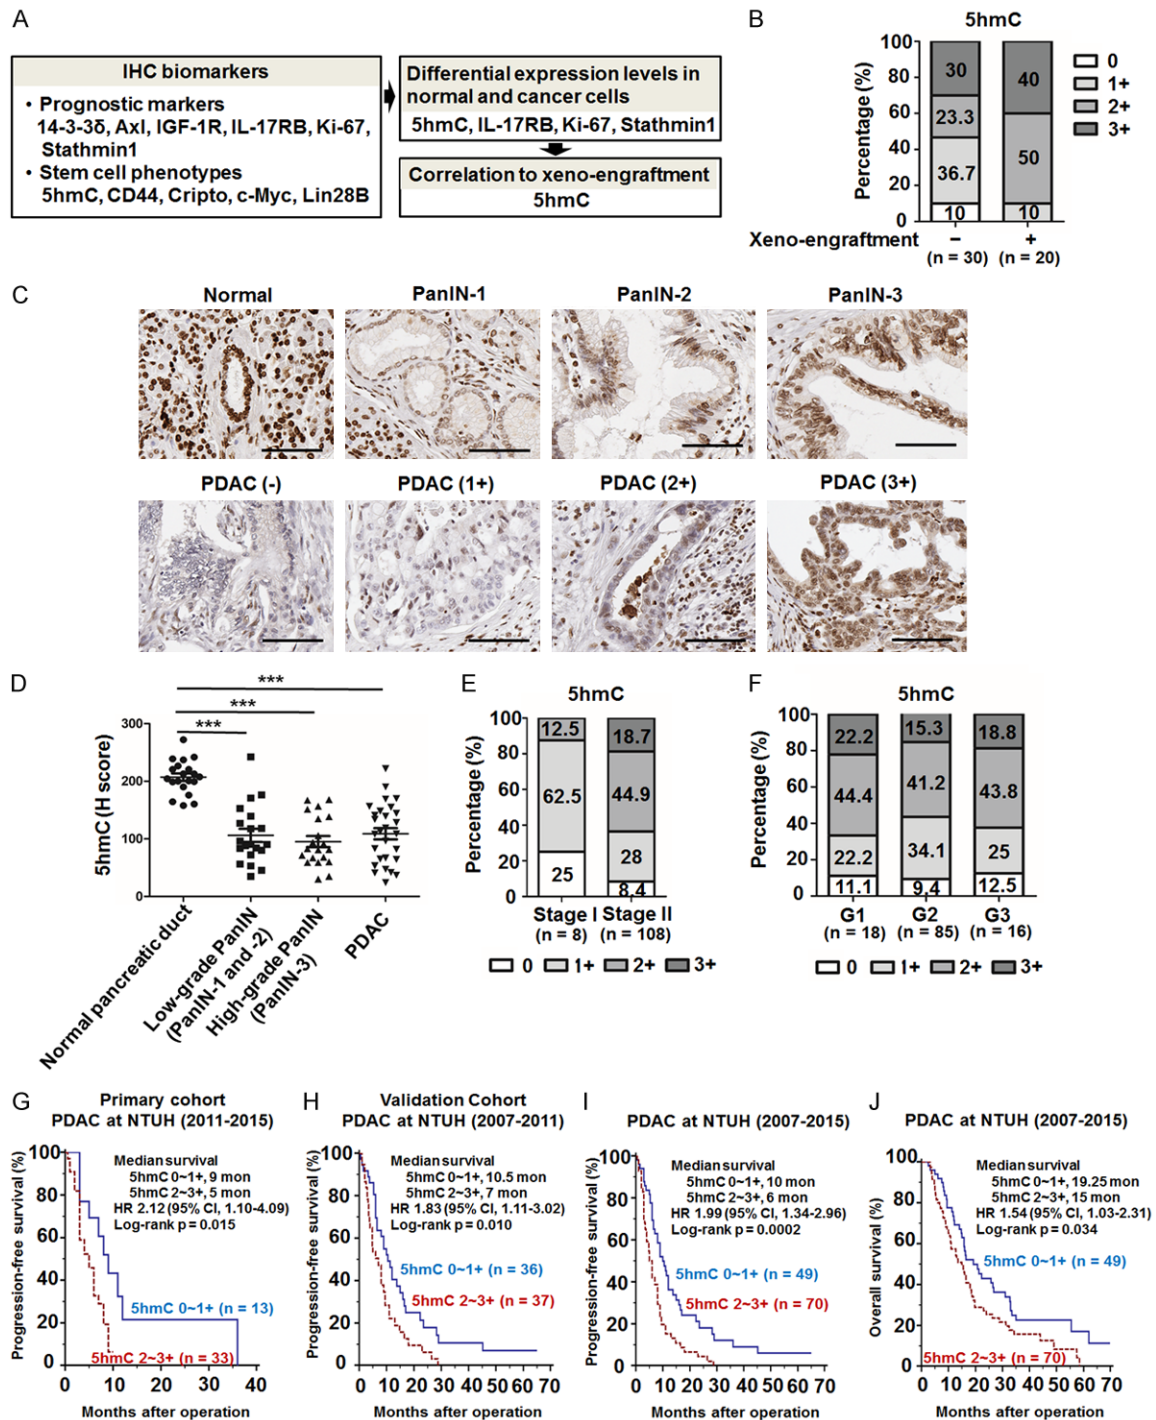 A
IHC biomarkers
• Prognostic markers
14-3-3δ, Axl, IGF-1R, IL-17RB, Ki-67,
Stathmin1
• Stem cell phenotypes
5hmC, CD44, Cripto, c-Myc, Lin28B
Differential expression levels in
normal and cancer cells
5hmC, IL-17RB, Ki-67, Stathmin1
Correlation to xeno-engraftment
5hmC
B
5hmC
Percentage (%)
100
80
60
40
20
0
30
23.3
36.7
10
40
50
10
0
1+
2+
3+
Xeno-engraftment − +
(n = 30) (n = 20)
C
Normal PanIN-1 PanIN-2 PanIN-3
PDAC (-) PDAC (1+) PDAC (2+) PDAC (3+)
D
5hmC (H score)
300
200
100
0
***
***
***
Normal pancreatic duct
Low-grade PanIN
(PanIN-1 and -2)
High-grade PanIN
(PanIN-3)
PDAC
E
5hmC
Percentage (%)
100
80
60
40
20
0
12.5
62.5
25
18.7
44.9
28
8.4
Stage I Stage II
(n = 8) (n = 108)
0 1+ 2+ 3+
F
5hmC
Percentage (%)
100
80
60
40
20
0
22.2
44.4
22.2
11.1
15.3
41.2
34.1
9.4
18.8
43.8
25
12.5
G1 G2 G3
(n = 18) (n = 85) (n = 16)
0 1+ 2+ 3+
G
Primary cohort
PDAC at NTUH (2011-2015)
Progression-free survival (%)
100
80
60
40
20
0
Median survival
5hmC 0~1+, 9 mon
5hmC 2~3+, 5 mon
HR 2.12 (95% CI, 1.10-4.09)
Log-rank p = 0.015
5hmC 0~1+ (n = 13)
5hmC 2~3+ (n = 33)
0 10 20 30 40
Months after operation
H
Validation Cohort
PDAC at NTUH (2007-2011)
Progression-free survival (%)
100
80
60
40
20
0
Median survival
5hmC 0~1+, 10.5 mon
5hmC 2~3+, 7 mon
HR 1.83 (95% CI, 1.11-3.02)
Log-rank p = 0.010
5hmC 0~1+ (n = 36)
5hmC 2~3+ (n = 37)
0 10 20 30 40 50 60 70
Months after operation
I
PDAC at NTUH (2007-2015)
Progression-free survival (%)
100
80
60
40
20
0
Median survival
5hmC 0~1+, 10 mon
5hmC 2~3+, 6 mon
HR 1.99 (95% CI, 1.34-2.96)
Log-rank p = 0.0002
5hmC 0~1+ (n = 49)
5hmC 2~3+ (n = 70)
0 10 20 30 40 50 60 70
Months after operation
J
PDAC at NTUH (2007-2015)
Overall survival (%)
100
80
60
40
20
0
Median survival
5hmC 0~1+, 19.25 mon
5hmC 2~3+, 15 mon
HR 1.54 (95% CI, 1.03-2.31)
Log-rank p = 0.034
5hmC 0~1+ (n = 49)
5hmC 2~3+ (n = 70)
0 10 20 30 40 50 60 70
Months after operation